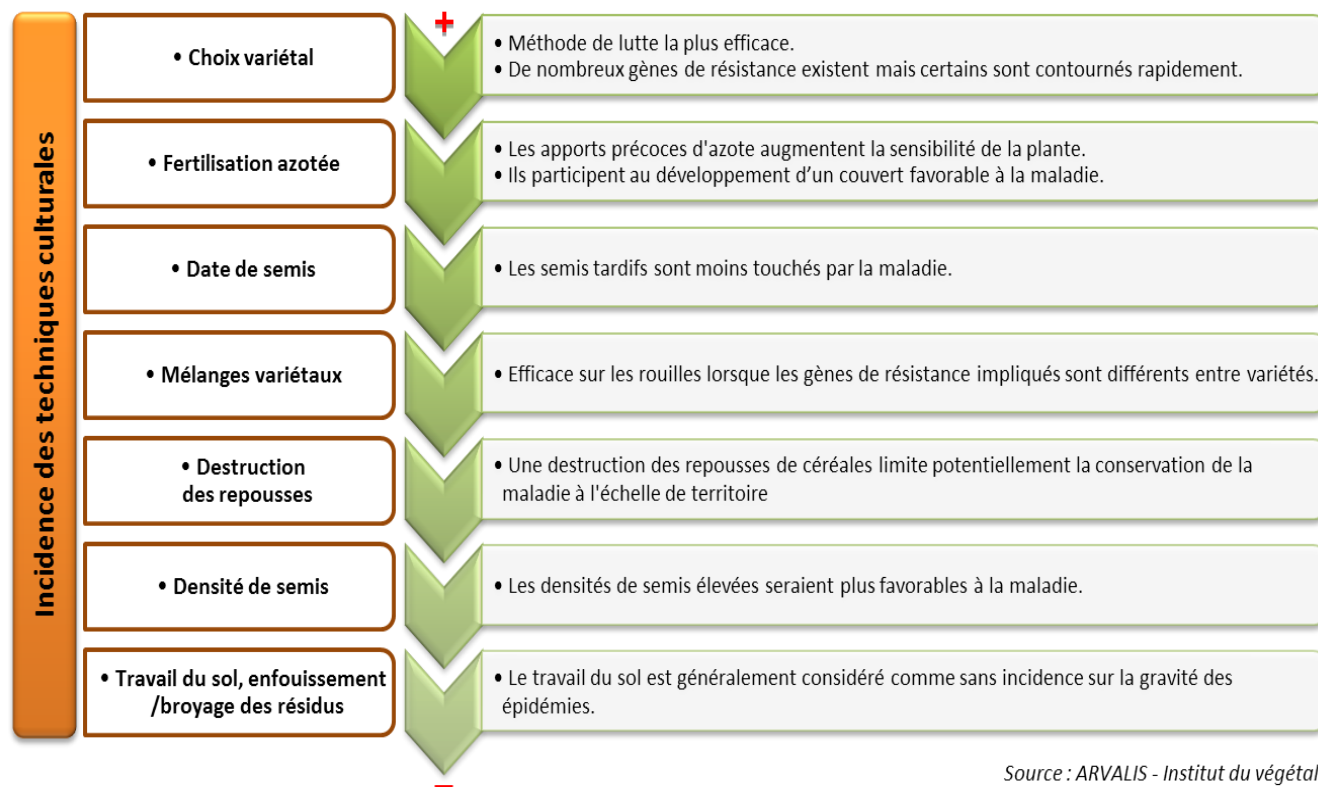 Incidence des techniques culturales
+
• Choix variétal
• Méthode de lutte la plus efficace.
• De nombreux gènes de résistance existent mais certains sont contournés rapidement.
• Fertilisation azotée
• Les apports précoces d'azote augmentent la sensibilité de la plante.
• Ils participent au développement d’un couvert favorable à la maladie.
• Date de semis
• Les semis tardifs sont moins touchés par la maladie.
• Mélanges variétaux
• Efficace sur les rouilles lorsque les gènes de résistance impliqués sont différents entre variétés.
• Destruction
des repousses
• Une destruction des repousses de céréales limite potentiellement la conservation de la
maladie à l'échelle de territoire
• Densité de semis
• Les densités de semis élevées seraient plus favorables à la maladie.
• Travail du sol, enfouissement
/broyage des résidus
• Le travail du sol est généralement considéré comme sans incidence sur la gravité des
épidémies.
–
Source : ARVALIS - Institut du végétal